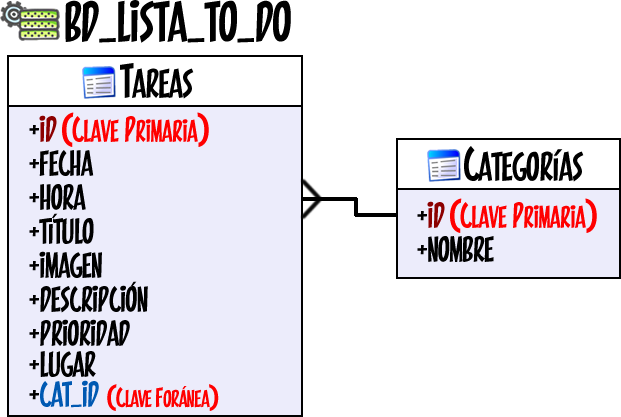 BD_LISTA_TO_DO
TAREAS
+ID (CLAVE PRIMARIA)
+FECHA
+HORA
+TÍTULO
+IMAGEN
+DESCRIPCIÓN
+PRIORIDAD
+LUGAR
+CAT_ID (CLAVE FORÁNEA)
CATEGORÍAS
+ID (CLAVE PRIMARIA)
+NOMBRE